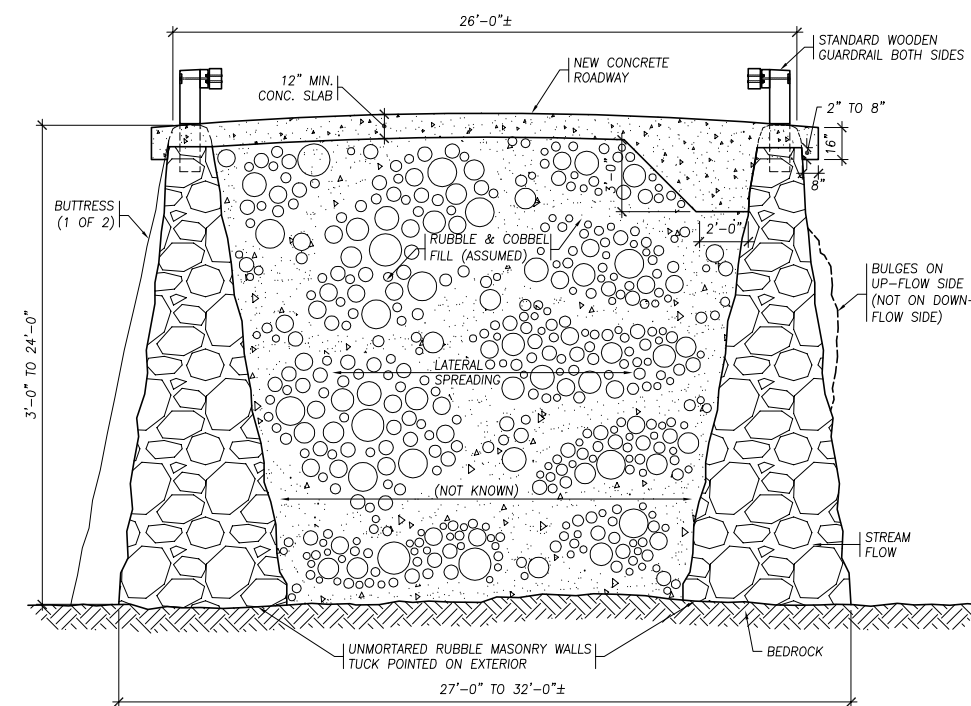 26'-0"±
STANDARD WOODEN
GUARDRAIL BOTH SIDES
NEW CONCRETE
ROADWAY
12" MIN.
CONC. SLAB
2" TO 8"
16"
8"
3'-0"
2'-0"
BUTTRESS
(1 OF 2)
RUBBLE & COBBEL
FILL (ASSUMED)
BULGES ON
UP-FLOW SIDE
(NOT ON DOWN-
FLOW SIDE)
3'-0" TO 24'-0"
LATERAL
SPREADING
(NOT KNOWN)
STREAM
FLOW
UNMORTARED RUBBLE MASONRY WALLS
TUCK POINTED ON EXTERIOR
BEDROCK
27'-0" TO 32'-0"±